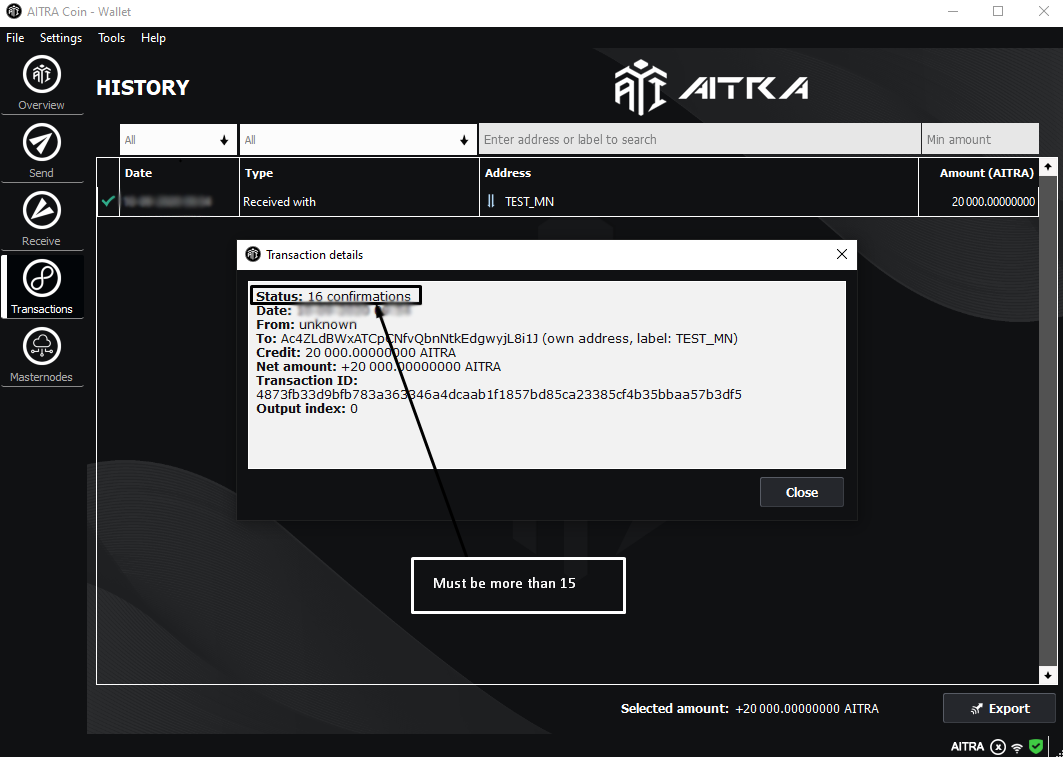 AITRA Coin - Wallet
File Settings Tools Help
Overview
Send
Receive
Transactions
Masternodes
HISTORY
AITRA
All All Enter address or label to search Min amount
Date Type Address Amount (AITRA)
Received with TEST_MN 20 000.00000000
Transaction details
Status: 16 confirmations
Date:
From: unknown
To: (own address, label: TEST_MN)
Credit: 20 000.00000000 AITRA
Net amount: +20 000.00000000 AITRA
Transaction ID:
Output index: 0
Close
Must be more than 15
Selected amount: +20 000.00000000 AITRA
Export
AITRA